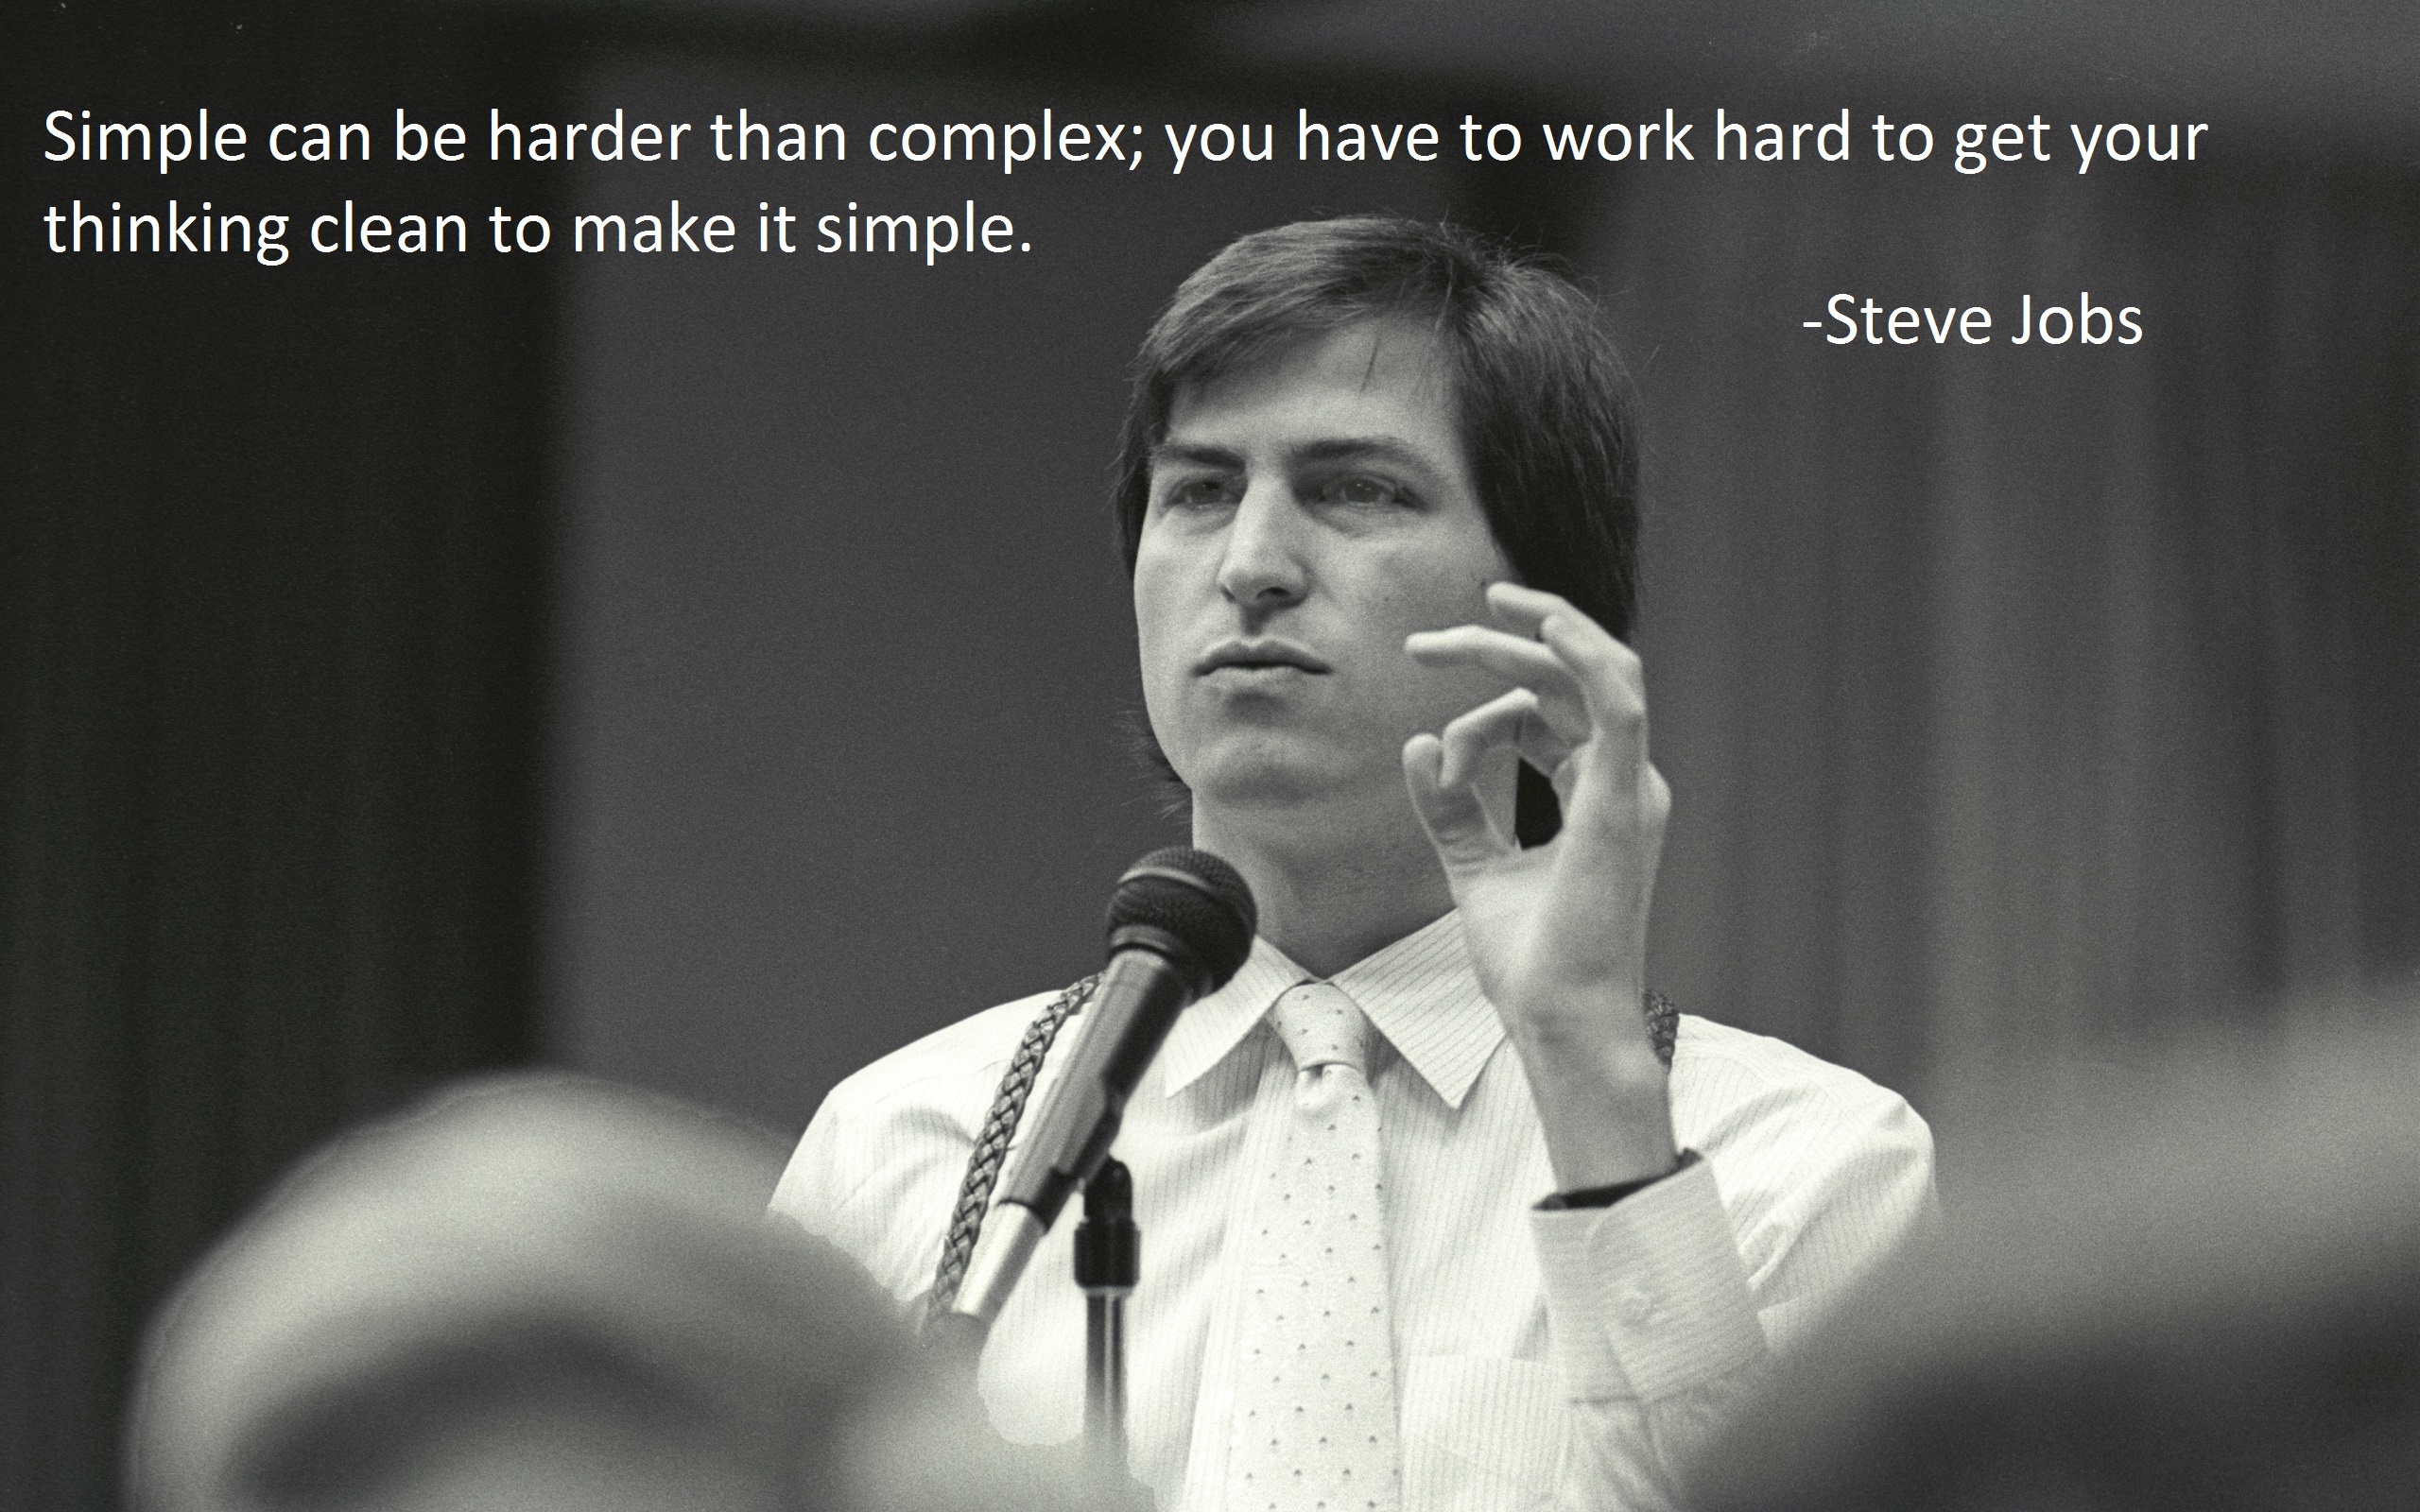 Simple can be harder than complex; you have to work hard to get your
thinking clean to make it simple.
-Steve Jobs